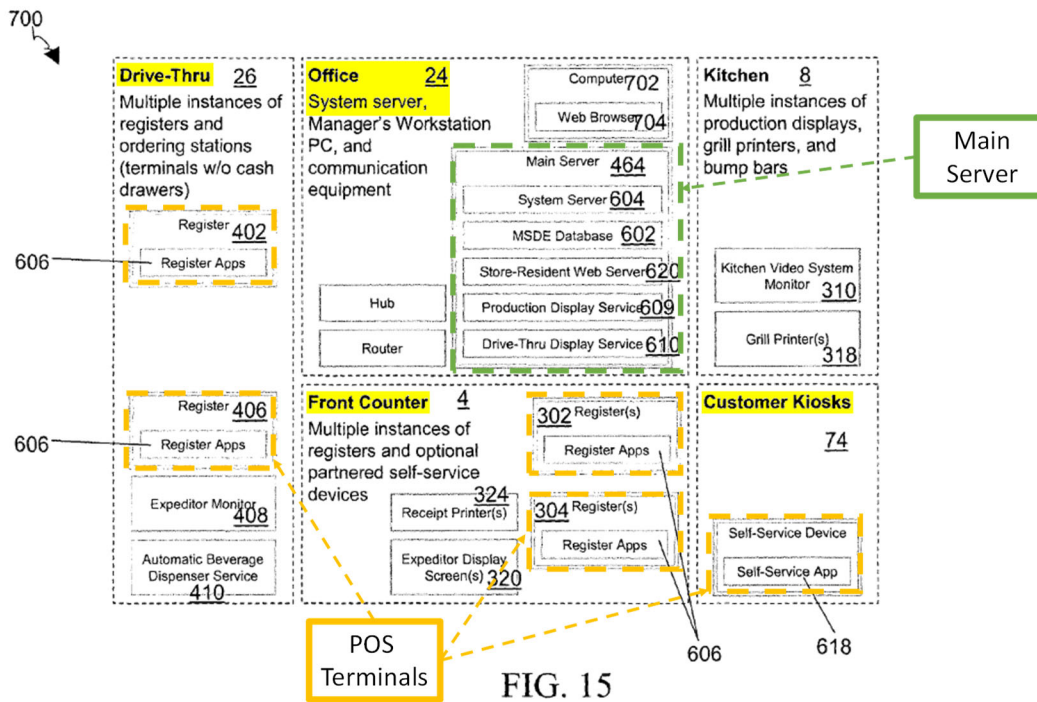 700
Drive-Thru 26
Multiple instances of
registers and
ordering stations
(terminals w/o cash
drawers)
Register 402
Register Apps
606
Register 406
Register Apps
606
Expeditor Monitor
408
Automatic Beverage
Dispenser Service
410
Office 24
System server,
Manager's Workstation
PC, and
communication
equipment
Computer 702
Web Browser 704
Main Server
464
System Server 604
MSDE Database 602
Store-Resident Web Server 620
Production Display Service 609
Drive-Thru Display Service 610
Hub
Router
Kitchen 8
Multiple instances of
production displays,
grill printers, and
bump bars
Kitchen Video System
Monitor 310
Grill Printer(s)
318
Main
Server
Front Counter 4
Multiple instances of
registers and optional
partnered self-service
devices
302 Register(s)
Register Apps
324
Receipt Printer(s)
304 Register(s)
Register Apps
Expeditor Display
Screen(s) 320
606
Customer Kiosks
74
Self-Service Device
Self-Service App
618
POS
Terminals
FIG. 15